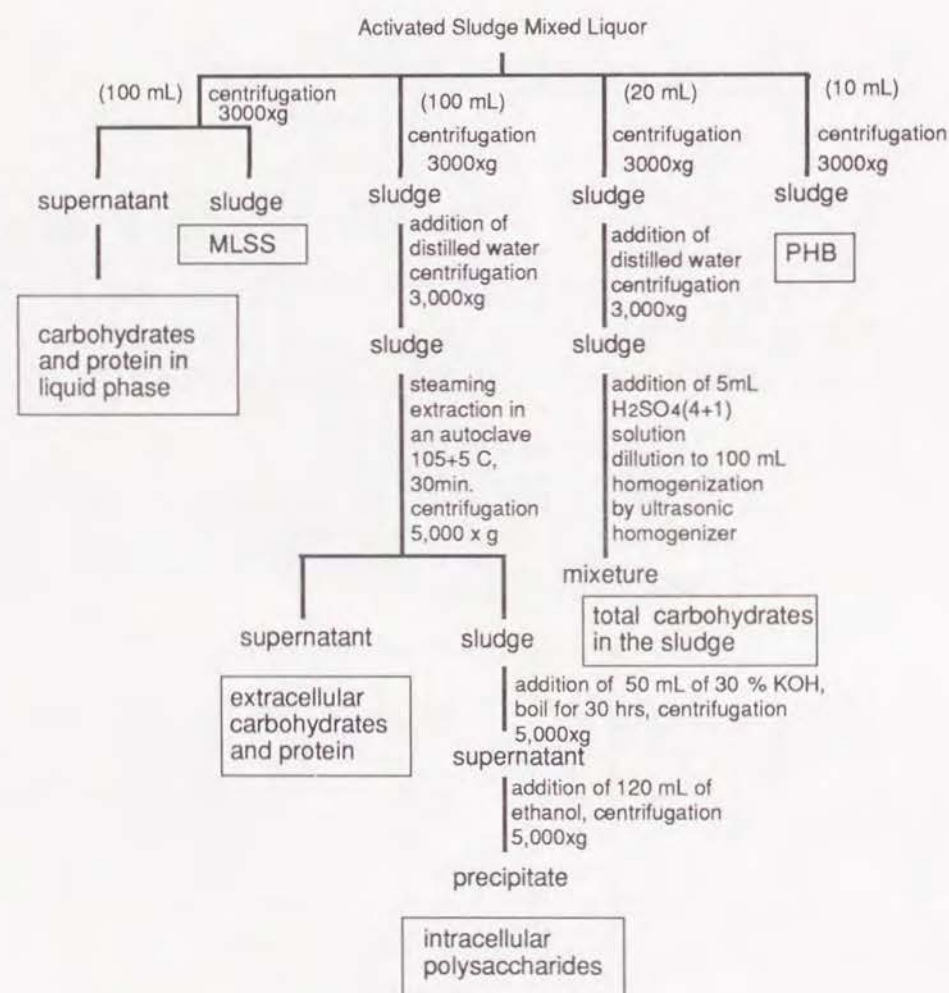 Activated Sludge Mixed Liquor
(100 mL)
centrifugation
3000xg
supernatant
sludge
MLSS
carbohydrates
and protein in
liquid phase
(100 mL)
centrifugation
3000xg
sludge
addition of
distilled water
centrifugation
3,000xg
sludge
steaming
extraction in
an autoclave
105+5 C,
30min.
centrifugation
5,000 x g
supernatant
extracellular
carbohydrates
and protein
sludge
addition of 50 mL of 30 % KOH,
boil for 30 hrs, centrifugation
5,000xg
supernatant
addition of 120 mL of
ethanol, centrifugation
5,000xg
precipitate
intracellular
polysaccharides
(20 mL)
centrifugation
3000xg
sludge
addition of
distilled water
centrifugation
3,000xg
sludge
addition of 5mL
H2SO4(4+1)
solution
dillution to 100 mL
homogenization
by ultrasonic
homogenizer
mixeture
total carbohydrates
in the sludge
(10 mL)
centrifugation
3000xg
sludge
PHB